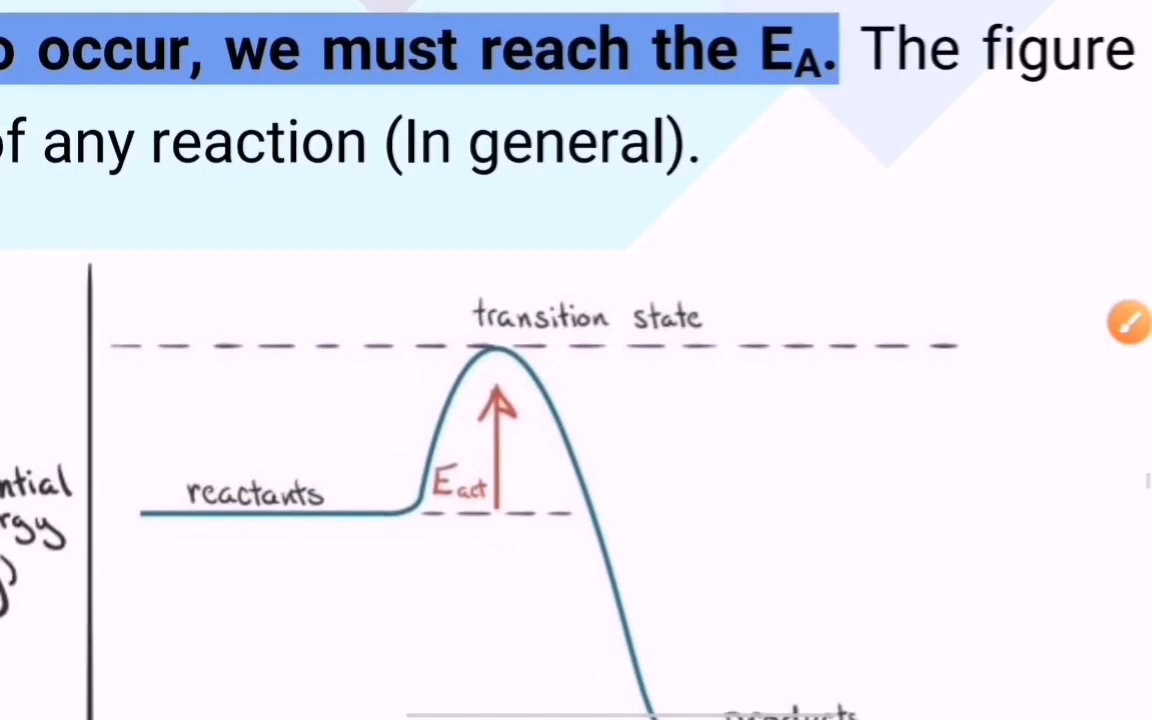 occur, we must reach the EA. The figure
of any reaction (In general).
transition state
reactants
Eact